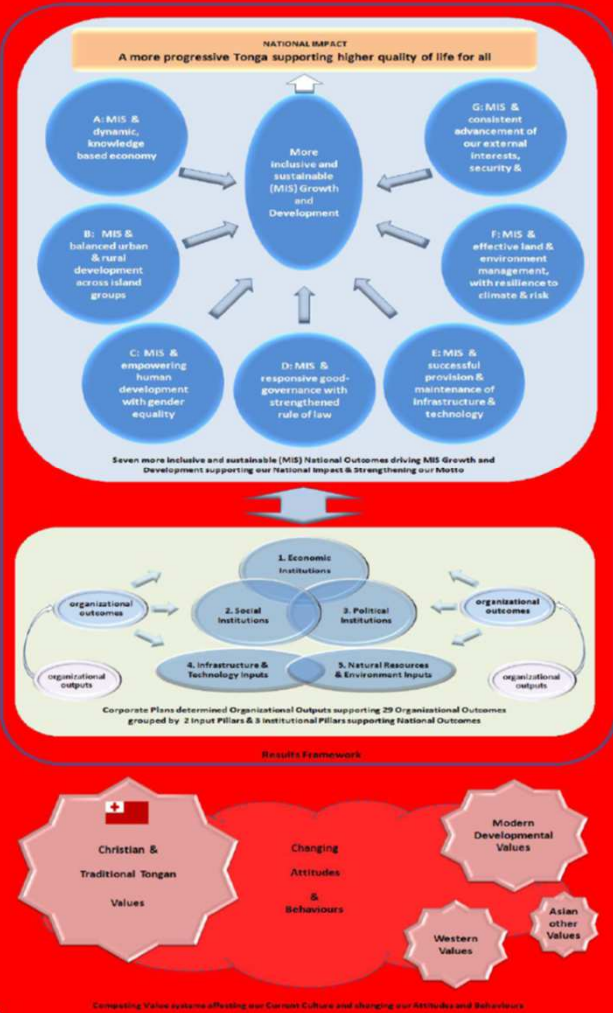 NATIONAL IMPACT
A more progressive Tonga supporting higher quality of life for all
A: MIS &
dynamic,
knowledge
based economy
More
inclusive and
sustainable
(MIS) Growth
and
Development
G: MIS &
consistent
advancement of
our external
interests,
security &
B: MIS &
balanced urban
& rural
development
across island
groups
F: MIS &
effective land &
environment
management,
with resilience to
climate & risk
C: MIS &
empowering
human
development
with gender
equality
D: MIS &
responsive good-
governance with
strengthened
rule of law
E: MIS &
successful
provision &
maintenance of
infrastructure &
technology
Seven more inclusive and sustainable (MIS) National Outcomes driving MIS Growth and
Development supporting our National Impact & Strengthening our Motto
1. Economic
Institutions
organizational
outcomes
2. Social
Institutions
3. Political
Institutions
organizational
outcomes
4. Infrastructure &
Technology Inputs
5. Natural Resources
& Environment Inputs
organizational
outputs
organizational
outputs
Corporate Plans determined Organizational Outputs supporting 29 Organizational Outcomes
grouped by 2 Input Pillars & 3 Institutional Pillars supporting National Outcomes
Results Framework
Christian &
Traditional Tongan
Values
Changing
Attitudes
&
Behaviours
Modern
Developmental
Values
Asian
other
Values
Western
Values
Competing Value systems affecting our Current Culture and changing our Attitudes and Behaviours